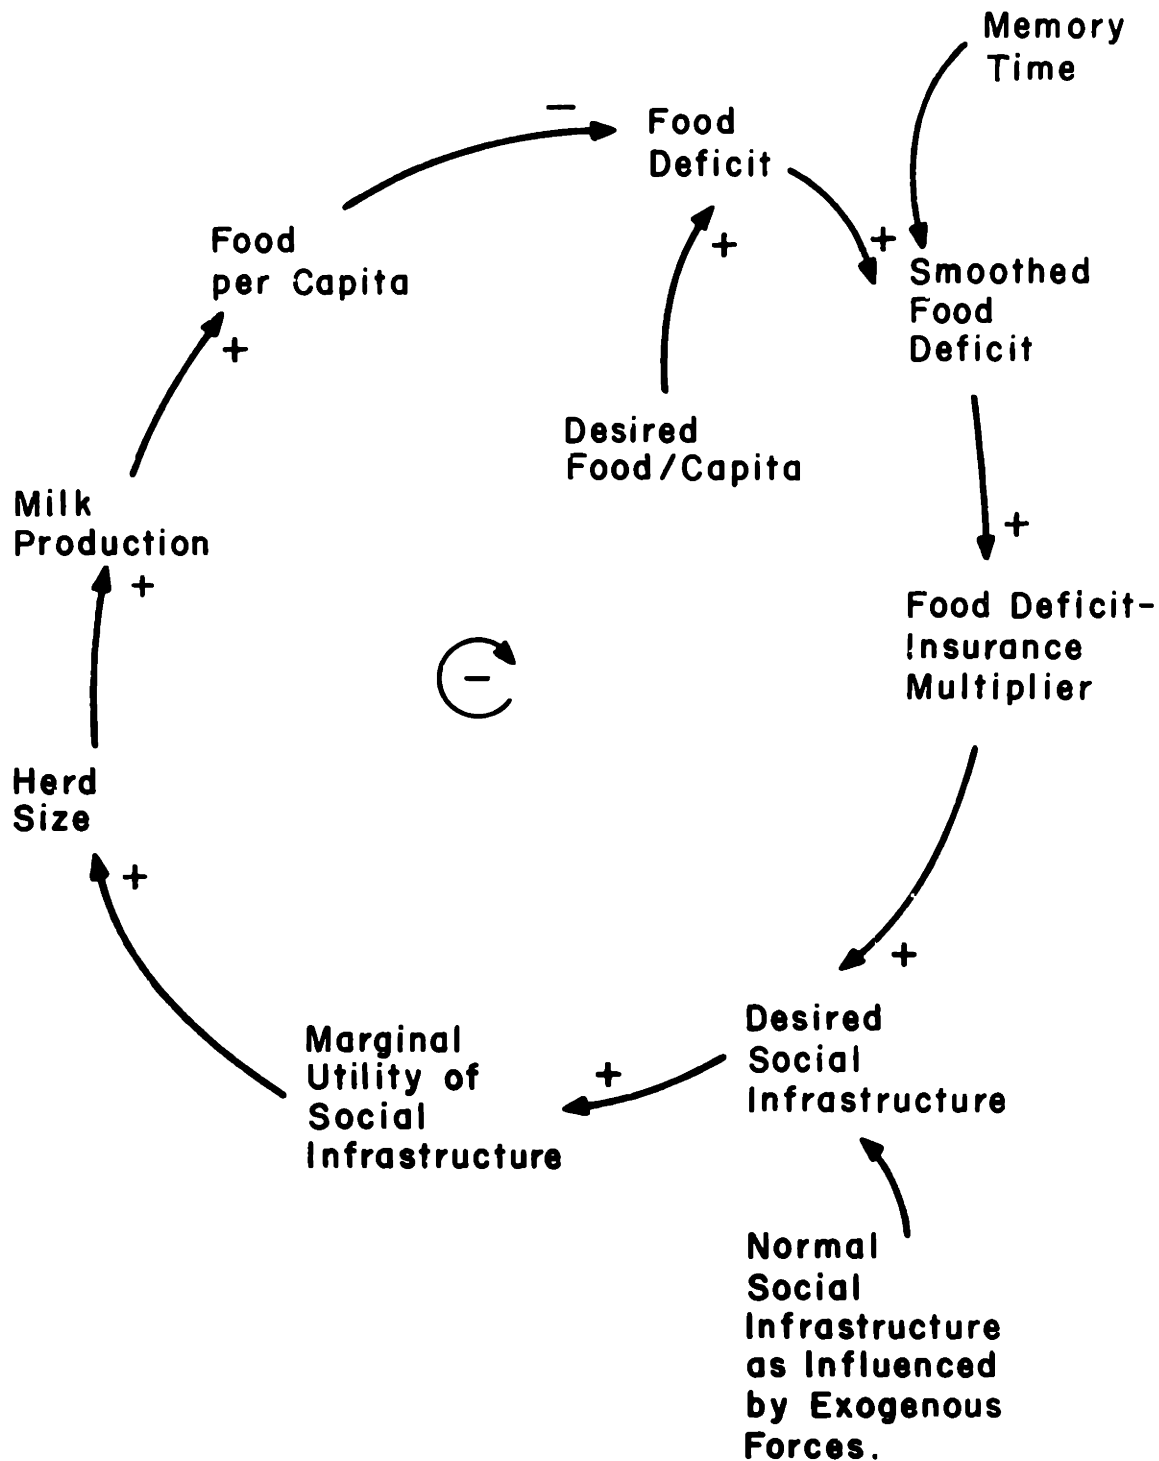 Memory
Time
−
Food
Deficit
+
+
Smoothed
Food
Deficit
Food
per Capita
+
Desired
Food/Capita
Milk
Production
+
+
Food Deficit-
Insurance
Multiplier
−
Herd
Size
+
+
Desired
Social
Infrastructure
Marginal
Utility of
Social
Infrastructure
+
Normal
Social
Infrastructure
as Influenced
by Exogenous
Forces.